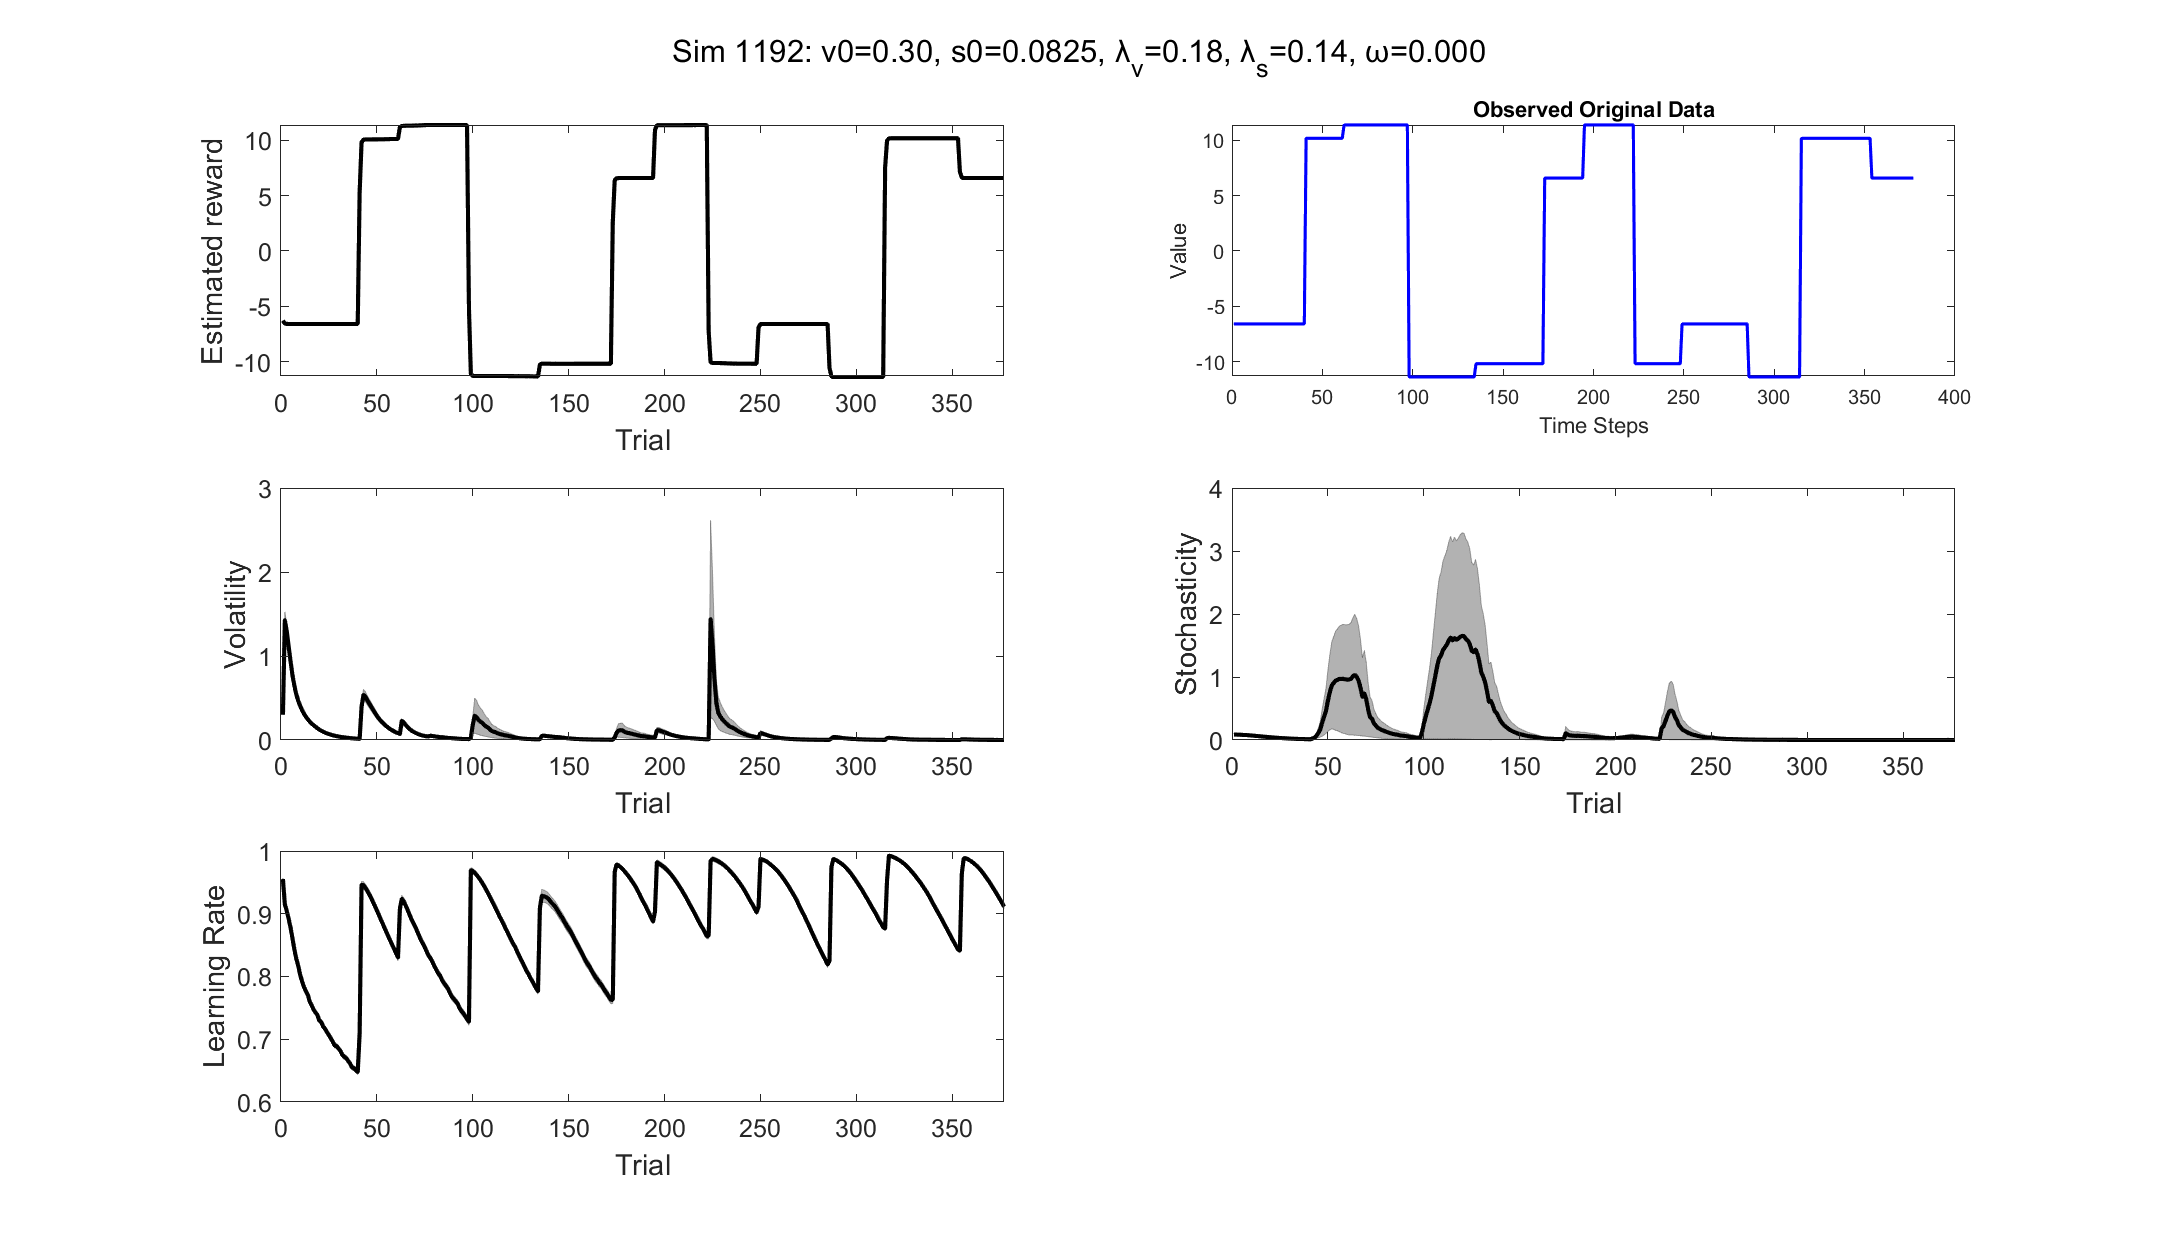 Sim 1192: v0=0.30, s0=0.0825, λ_v=0.18, λ_s=0.14, ω=0.000
Estimated reward
10
5
0
-5
-10
0 50 100 150 200 250 300 350
Trial
Observed Original Data
Value
10
5
0
-5
-10
0 50 100 150 200 250 300 350 400
Time Steps
Volatility
3
2
1
0
0 50 100 150 200 250 300 350
Trial
Stochasticity
4
3
2
1
0
0 50 100 150 200 250 300 350
Trial
Learning Rate
1
0.9
0.8
0.7
0.6
0 50 100 150 200 250 300 350
Trial